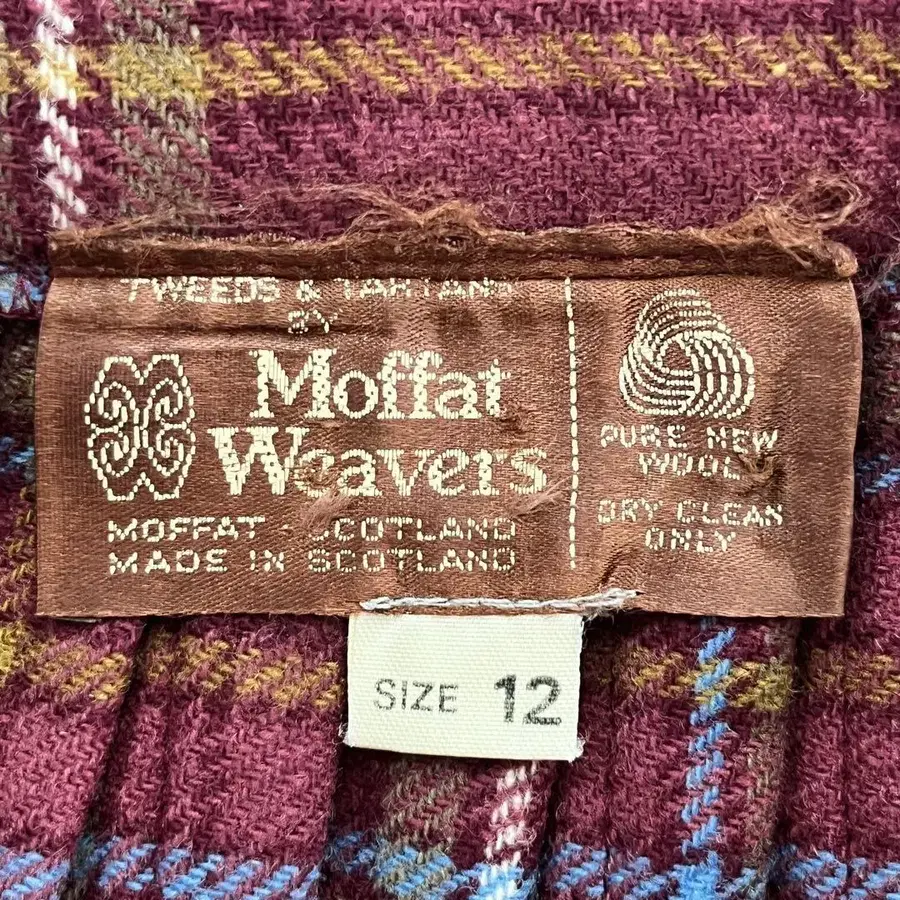 TWEEDS & TARTANS
BY
Moffat
Weavers
MOFFAT · SCOTLAND
MADE IN SCOTLAND
PURE NEW
WOOL
DRY CLEAN
ONLY
SIZE 12